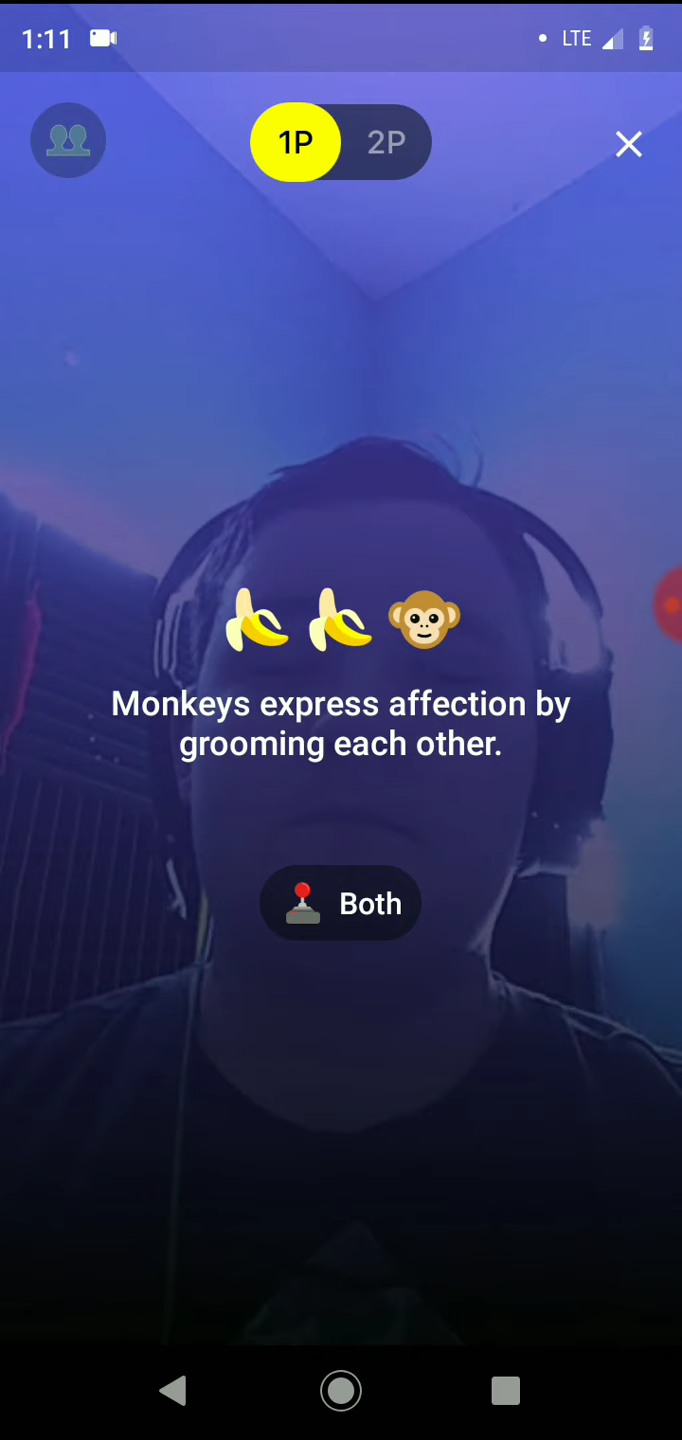 1:11 LTE
1P 2P
Monkeys express affection by
grooming each other.
Both